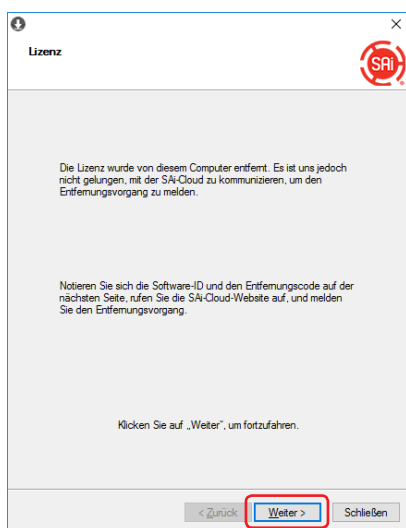 Lizenz
SAi
Die Lizenz wurde von diesem Computer entfernt. Es ist uns jedoch
nicht gelungen, mit der SAi-Cloud zu kommunizieren, um den
Entfernungsvorgang zu melden.
Notieren Sie sich die Software-ID und den Entfernungscode auf der
nächsten Seite, rufen Sie die SAi-Cloud-Website auf, und melden
Sie den Entfernungsvorgang.
Klicken Sie auf „Weiter", um fortzufahren.
< Zurück Weiter > Schließen